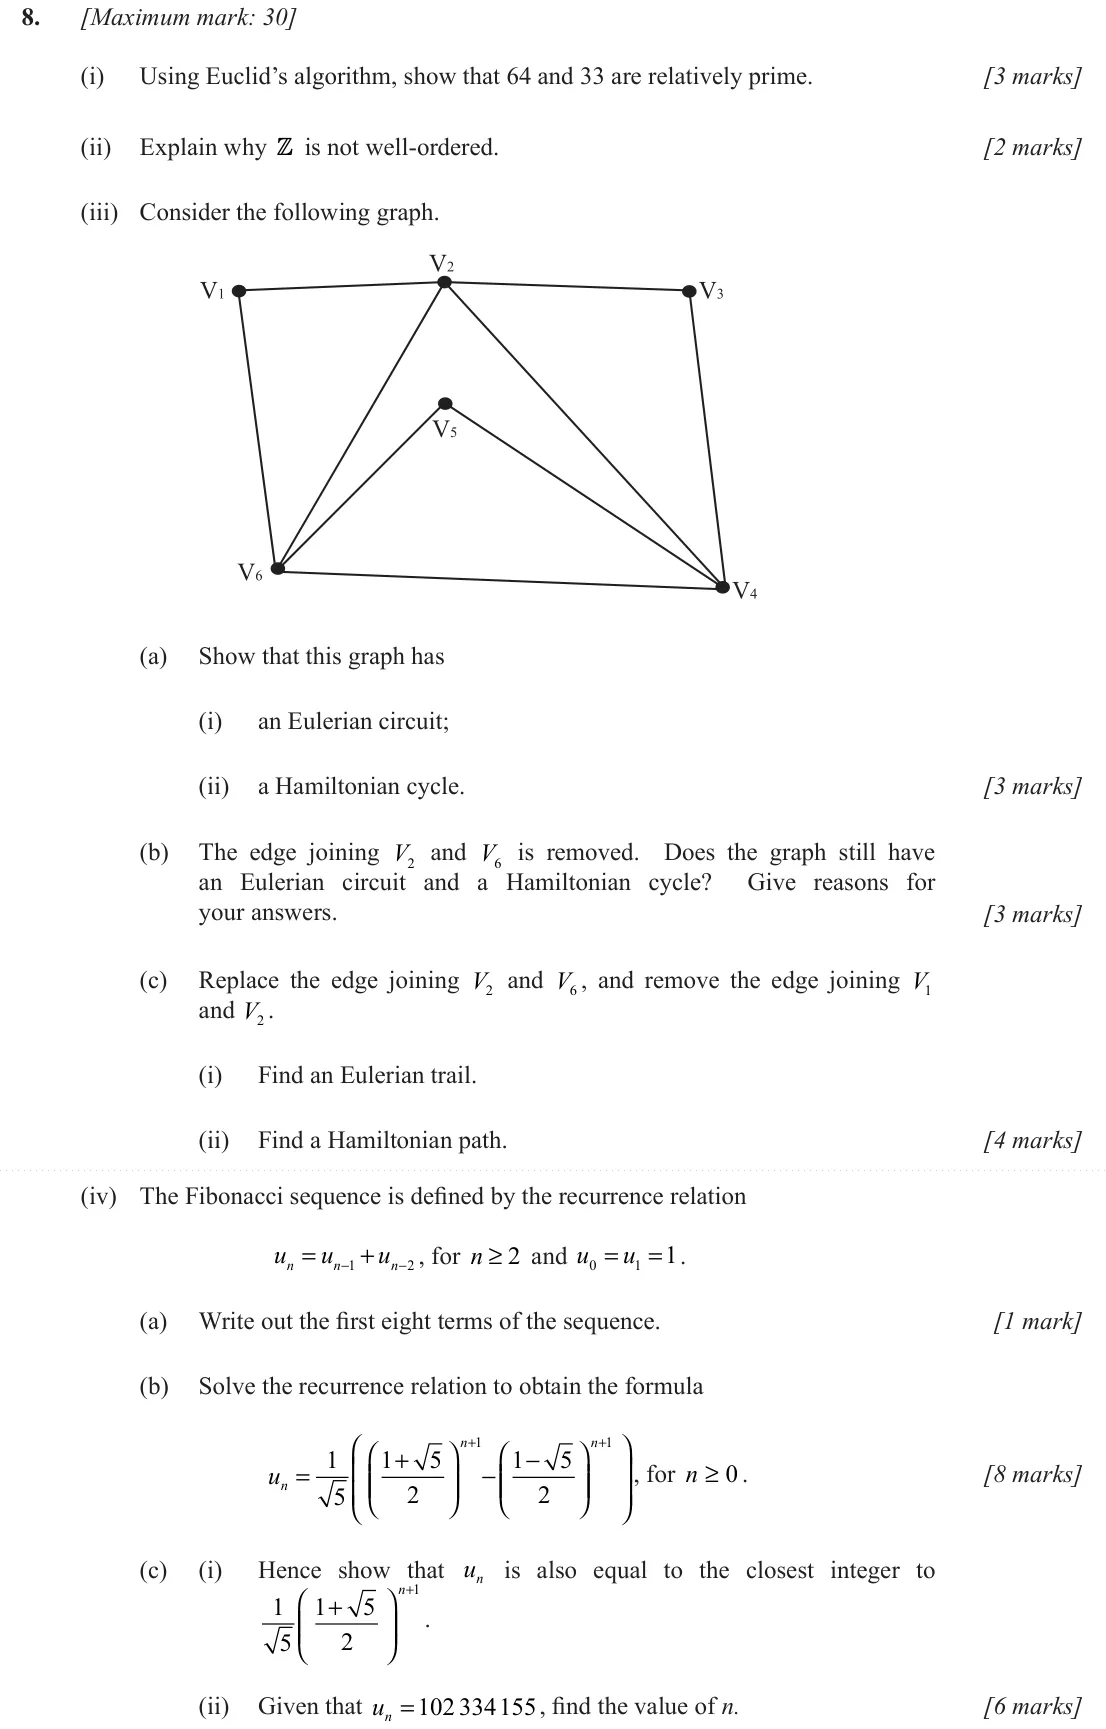 8. [Maximum mark: 30]
(i) Using Euclid's algorithm, show that 64 and 33 are relatively prime. [3 marks]
(ii) Explain why ℤ is not well-ordered. [2 marks]
(iii) Consider the following graph.
V₂
V₁ V₃
V₅
V₆ V₄
(a) Show that this graph has
(i) an Eulerian circuit;
(ii) a Hamiltonian cycle. [3 marks]
(b) The edge joining V₂ and V₆ is removed. Does the graph still have
an Eulerian circuit and a Hamiltonian cycle? Give reasons for
your answers. [3 marks]
(c) Replace the edge joining V₂ and V₆, and remove the edge joining V₁
and V₂.
(i) Find an Eulerian trail.
(ii) Find a Hamiltonian path. [4 marks]
(iv) The Fibonacci sequence is defined by the recurrence relation
uₙ = uₙ₋₁ + uₙ₋₂, for n ≥ 2 and u₀ = u₁ = 1.
(a) Write out the first eight terms of the sequence. [1 mark]
(b) Solve the recurrence relation to obtain the formula
uₙ = 1/√5 (((1+√5)/2)ⁿ⁺¹ − ((1−√5)/2)ⁿ⁺¹), for n ≥ 0. [8 marks]
(c) (i) Hence show that uₙ is also equal to the closest integer to
1/√5 ((1+√5)/2)ⁿ⁺¹.
(ii) Given that uₙ = 102 334 155, find the value of n. [6 marks]